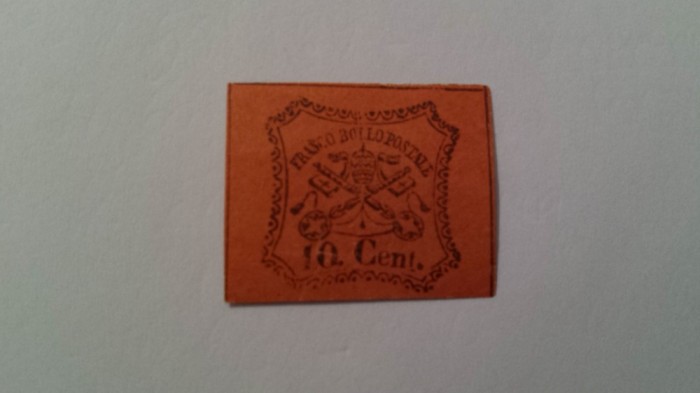 FRANCO BOLLO POSTALE
10. Cent.